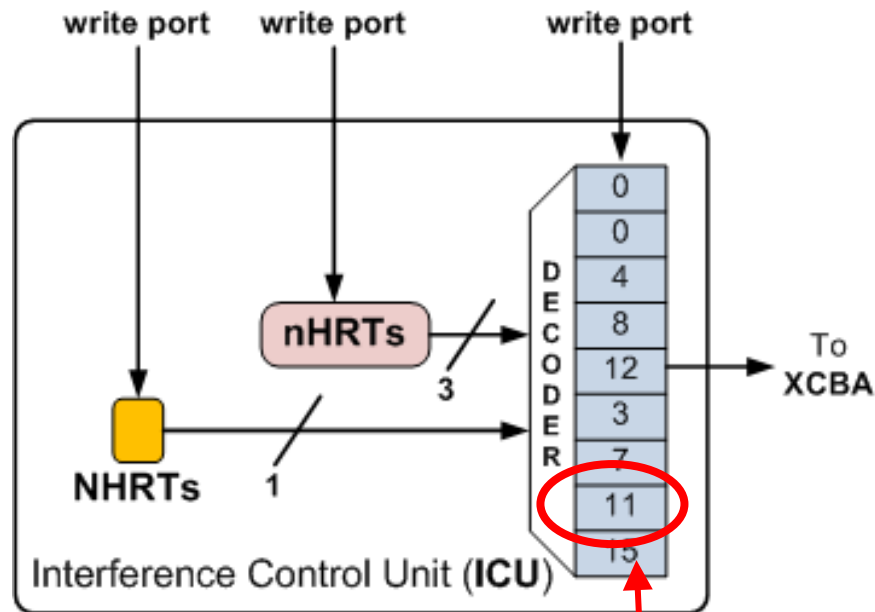 write port
write port
write port
0
0
4
8
12
3
7
11
15
DECODER
nHRTs
3
NHRTs
1
To
XCBA
Interference Control Unit (ICU)